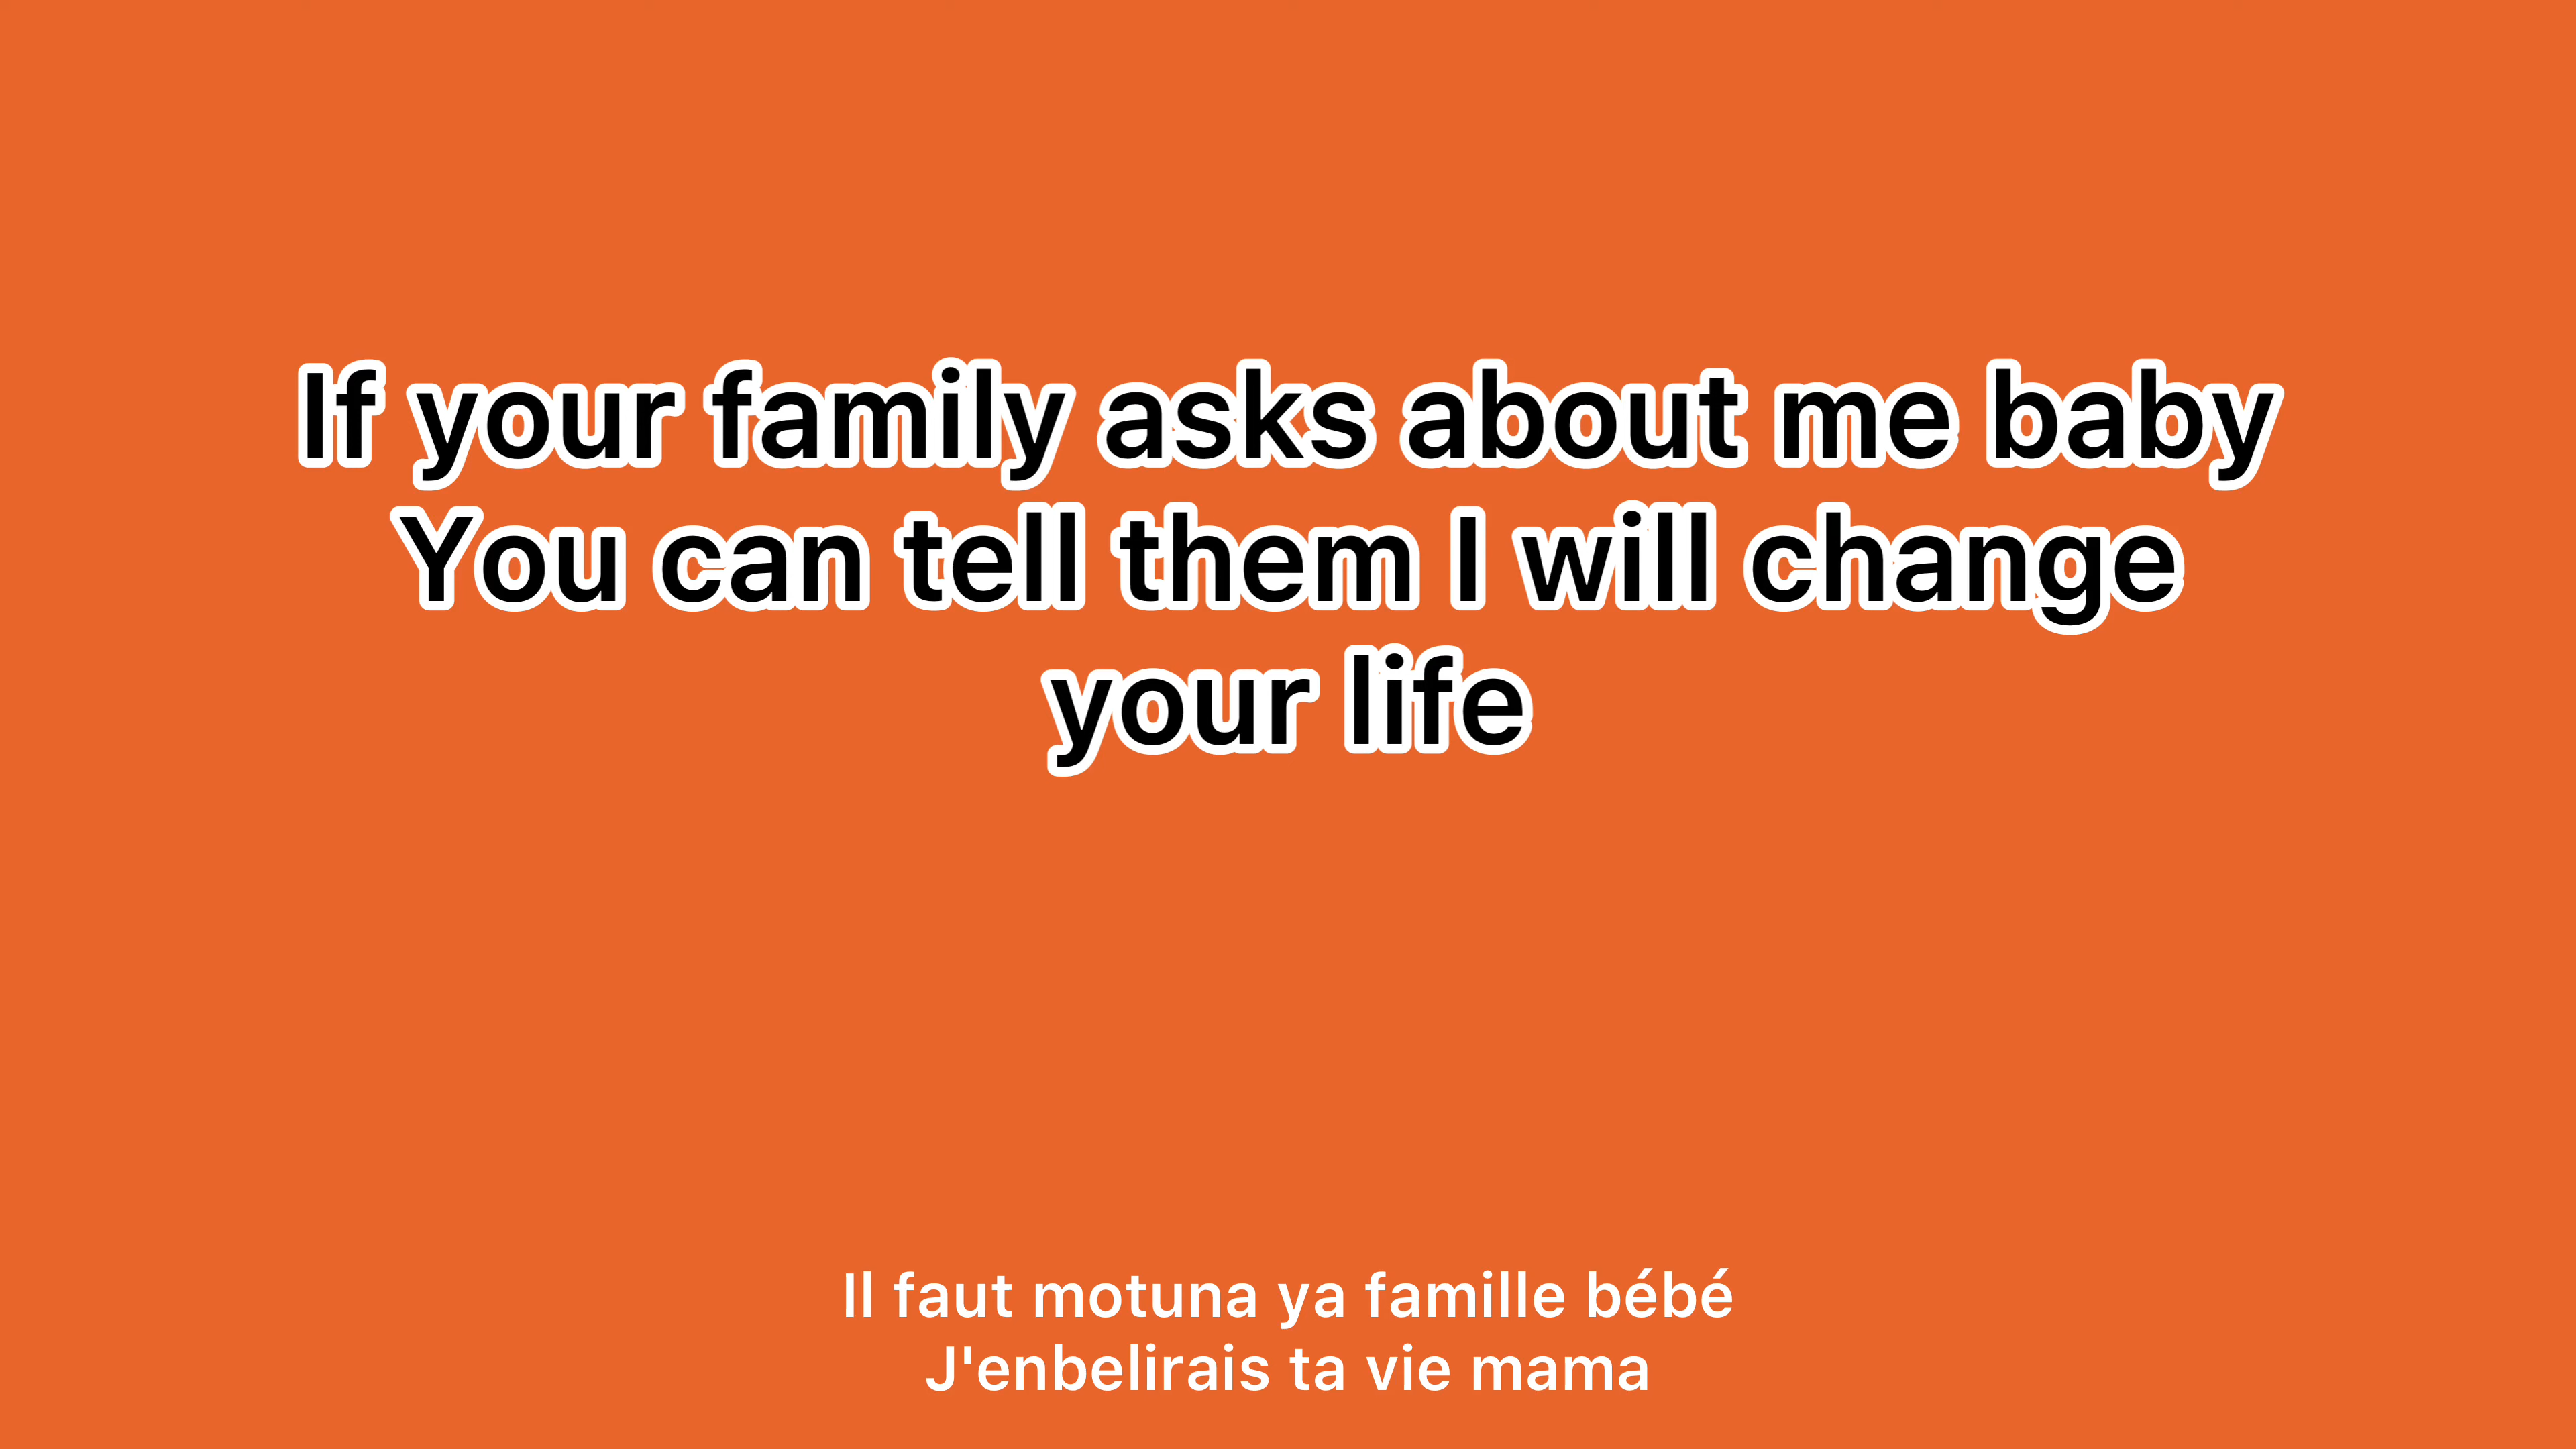 If your family asks about me baby
You can tell them I will change
your life
Il faut motuna ya famille bébé
J'enbelirais ta vie mama